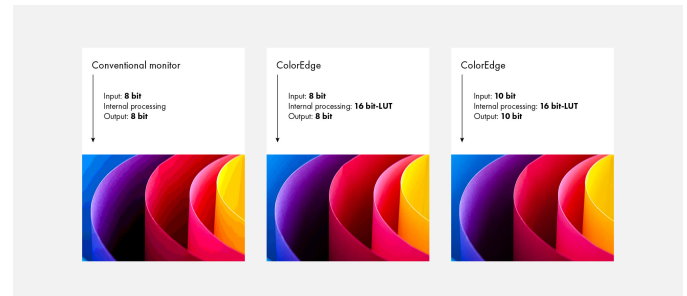 Conventional monitor
Input: 8 bit
Internal processing
Output: 8 bit
ColorEdge
Input: 8 bit
Internal processing: 16 bit-LUT
Output: 8 bit
ColorEdge
Input: 10 bit
Internal processing: 16 bit-LUT
Output: 10 bit